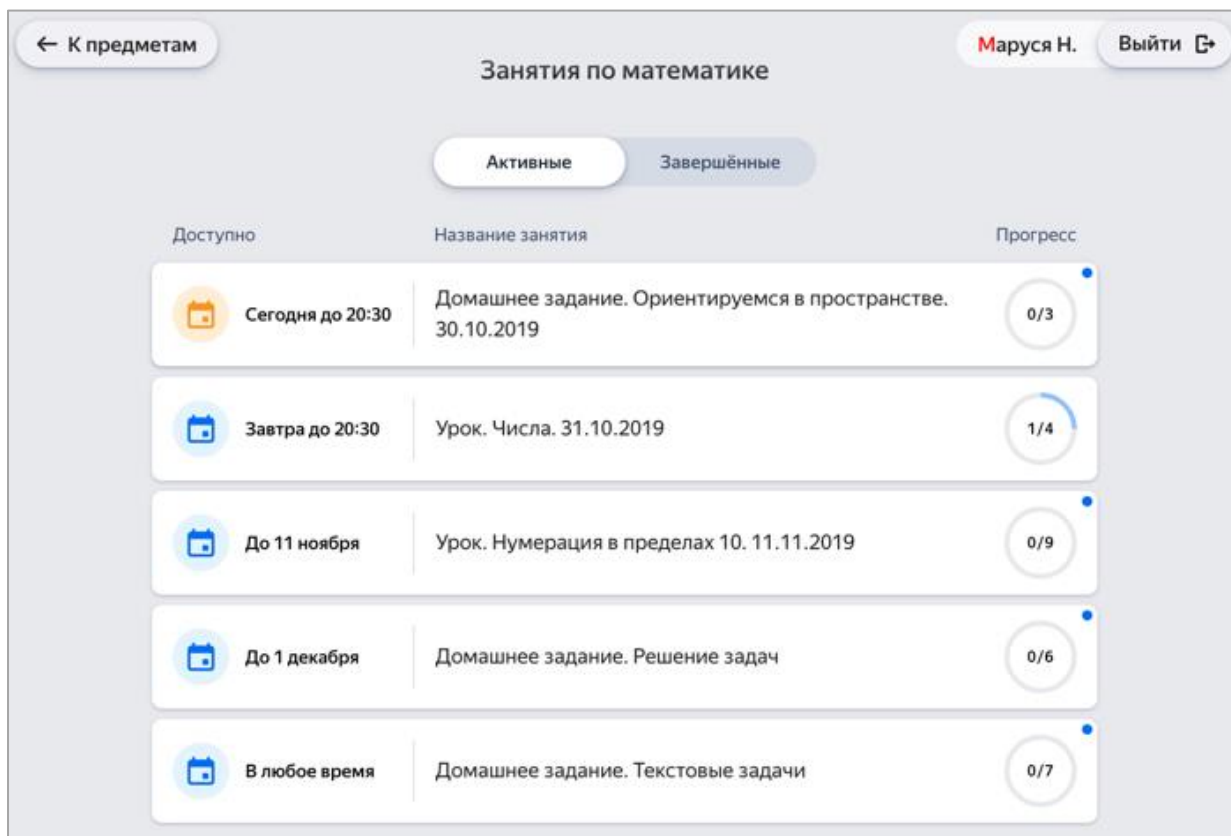 ← К предметам
Маруся Н.
Выйти
Занятия по математике
Активные
Завершённые
Доступно
Название занятия
Прогресс
Сегодня до 20:30
Домашнее задание. Ориентируемся в пространстве.
30.10.2019
0/3
Завтра до 20:30
Урок. Числа. 31.10.2019
1/4
До 11 ноября
Урок. Нумерация в пределах 10. 11.11.2019
0/9
До 1 декабря
Домашнее задание. Решение задач
0/6
В любое время
Домашнее задание. Текстовые задачи
0/7